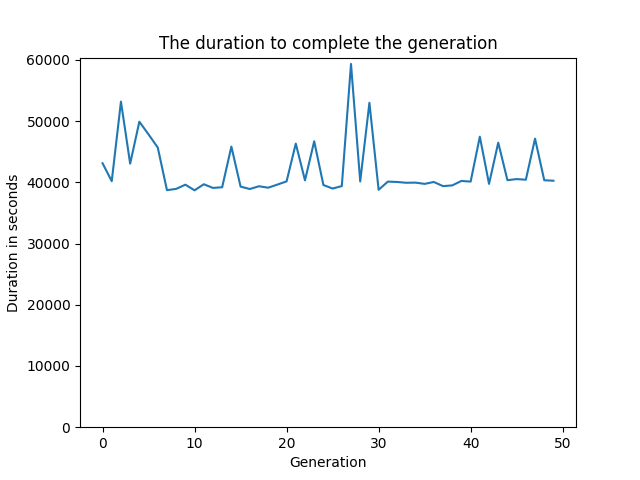 The duration to complete the generation
60000
50000
40000
30000
20000
10000
0
Duration in seconds
0 10 20 30 40 50
Generation